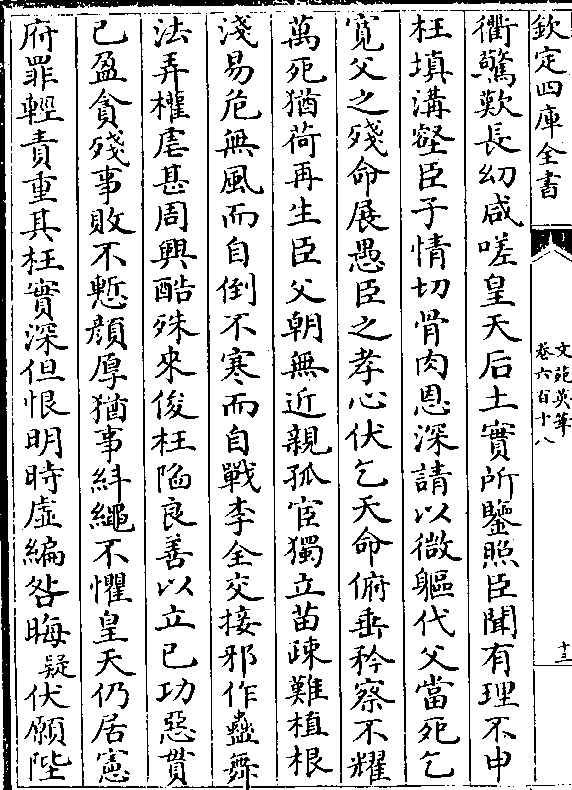 欽定四庫全書
文苑英華
卷六百十八
十三
衢驚歎長幼咸嗟皇天后土實所鑒照臣聞有理不申
枉填溝壑臣子情切骨肉恩深請以微軀代父當死乞
寛父之殘命展愚臣之孝心伏乞天命俯垂矜察不耀
萬死猶荷再生臣父朝無近親孤宦獨立苗疎難植根
淺易危無風而自倒不寒而自戰李全交接邪作蠱舞
法弄權虐甚周興酷殊來俊枉陷良善以立已功惡貫
已盈貪殘事敗不慙顔厚猶事糾繩不懼皇天仍居憲
府罪輕責重其枉實深但恨明時虛編咎晦疑伏願陛